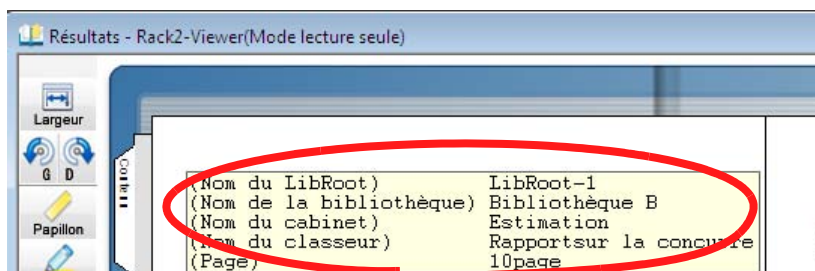 Résultats - Rack2-Viewer(Mode lecture seule)
Largeur
G D
Papillon
Contenu
(Nom du LibRoot) LibRoot-1
(Nom de la bibliothèque) Bibliothèque B
(Nom du cabinet) Estimation
(Nom du classeur) Rapportsur la concurre
(Page) 10page